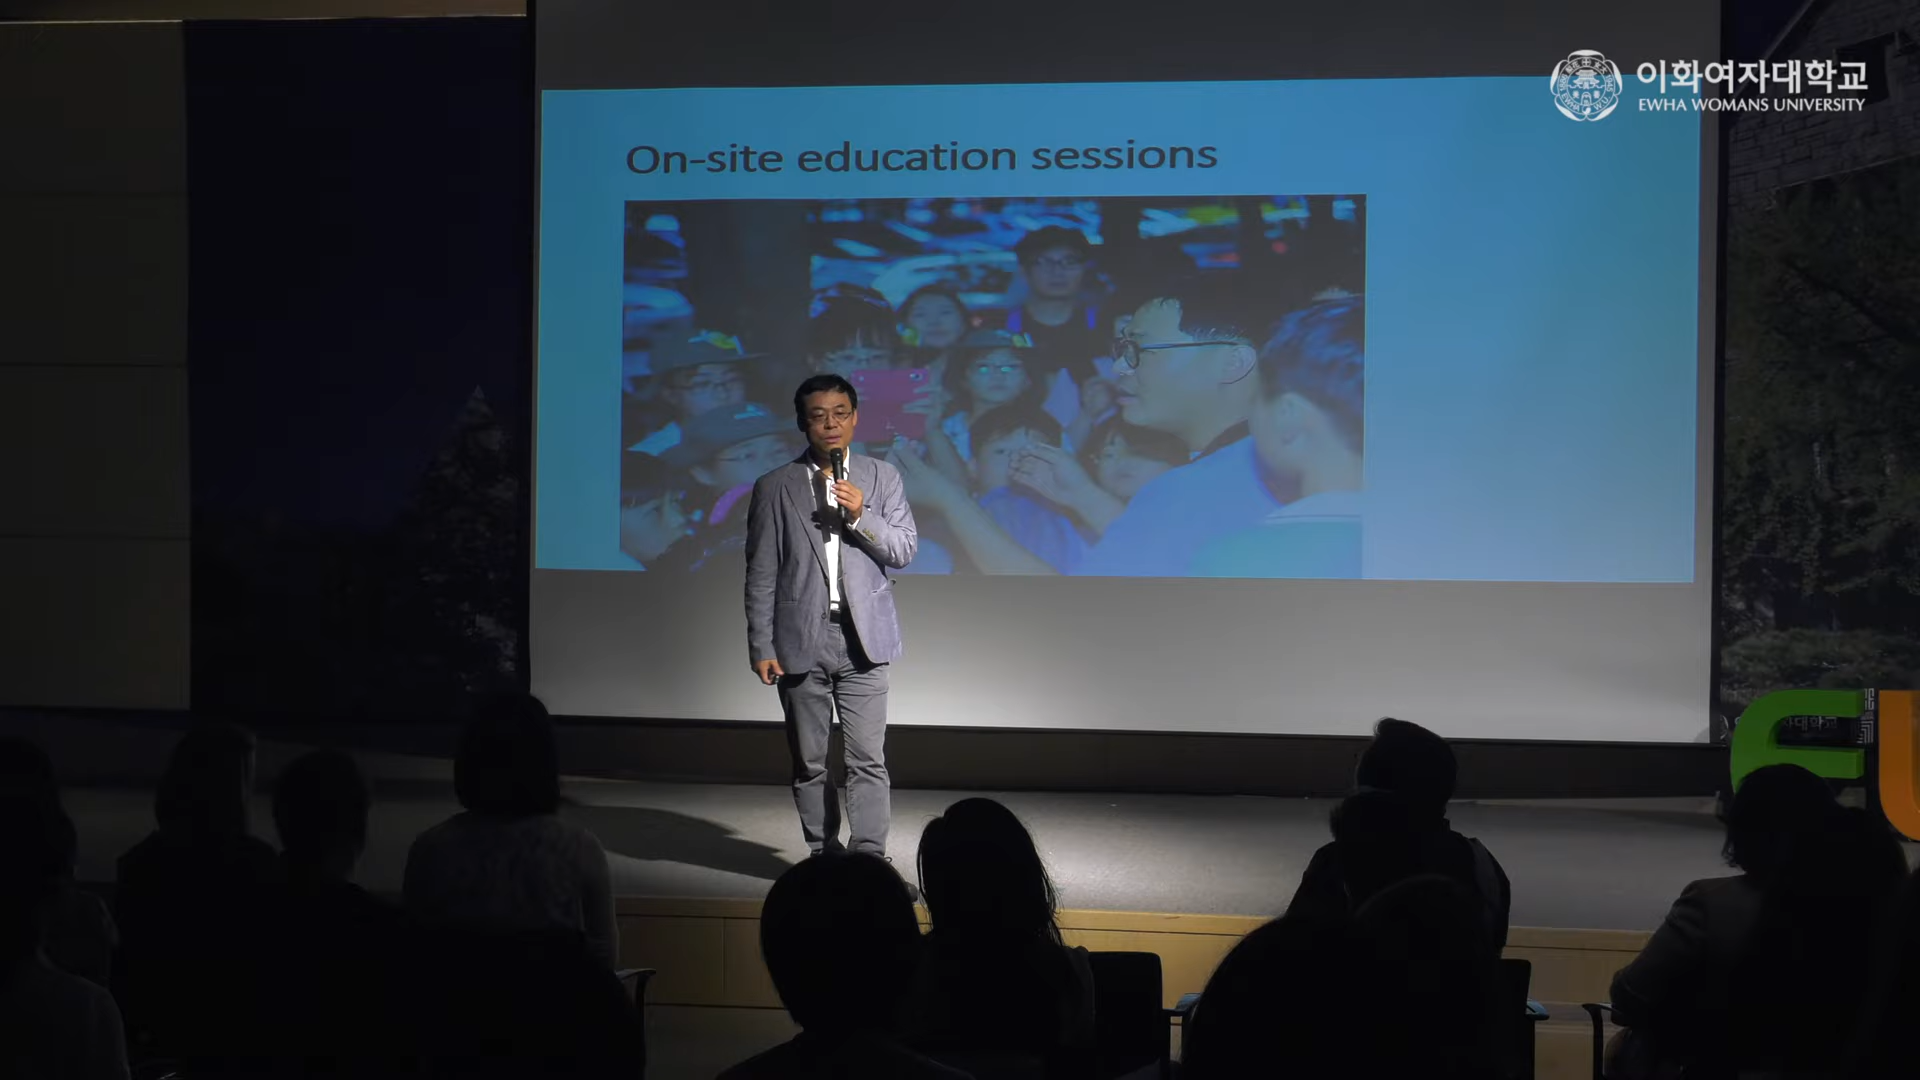 이화여자대학교
EWHA WOMANS UNIVERSITY
On-site education sessions